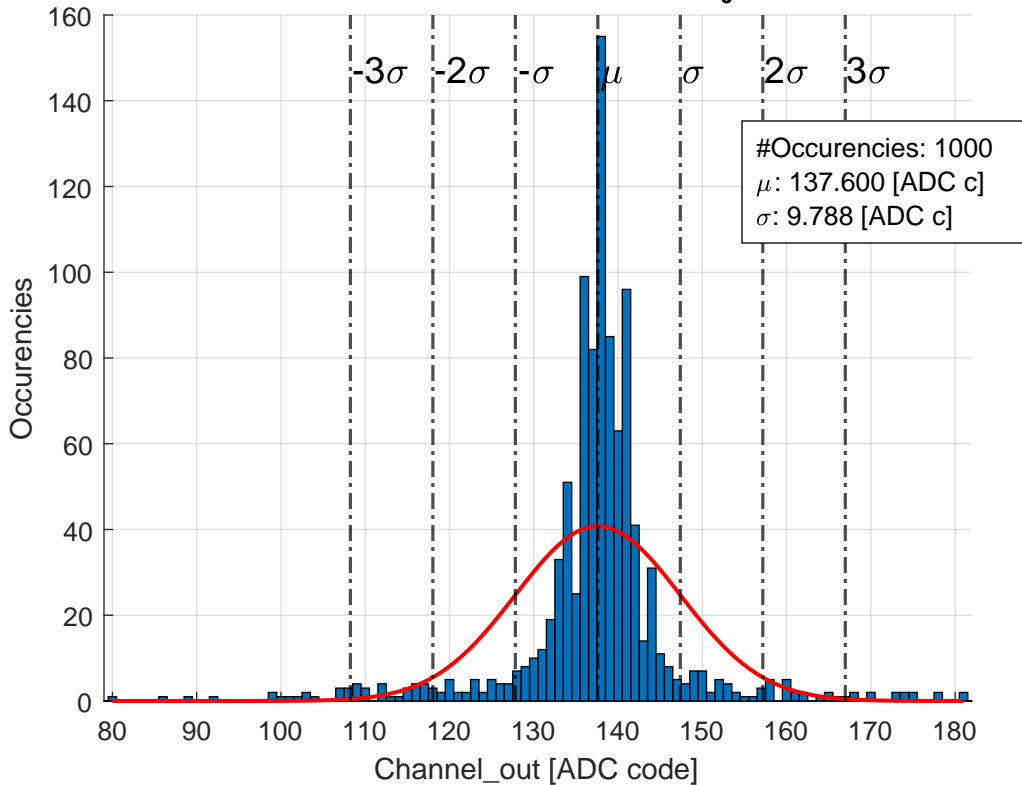 160
140
120
100
80
60
40
20
0
Occurencies
-3σ -2σ -σ μ σ 2σ 3σ
#Occurencies: 1000
μ: 137.600 [ADC c]
σ: 9.788 [ADC c]
80 90 100 110 120 130 140 150 160 170 180
Channel_out [ADC code]